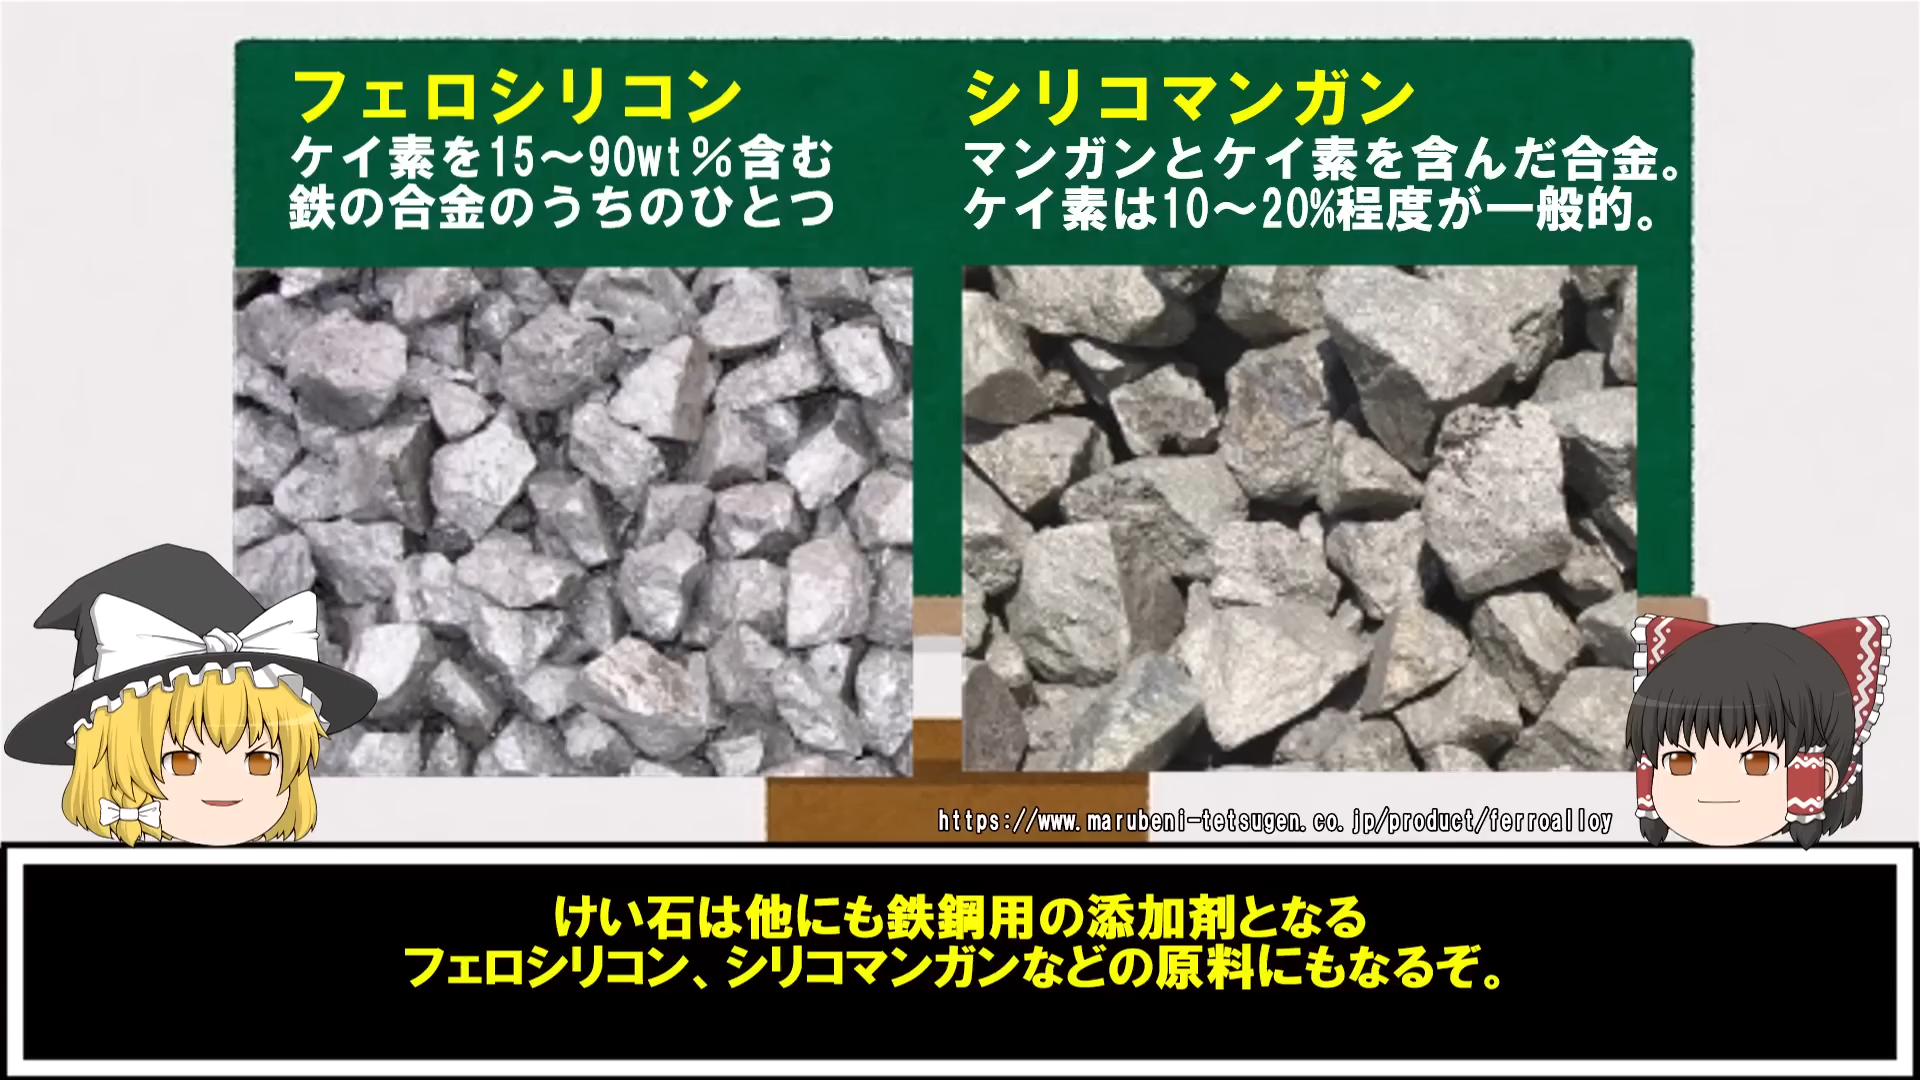 フェロシリコン
ケイ素を15～90wt％含む
鉄の合金のうちのひとつ
シリコマンガン
マンガンとケイ素を含んだ合金。
ケイ素は10～20%程度が一般的。
https://www.marubeni-tetsugen.co.jp/product/ferroalloy
けい石は他にも鉄鋼用の添加剤となる
フェロシリコン、シリコマンガンなどの原料にもなるぞ。